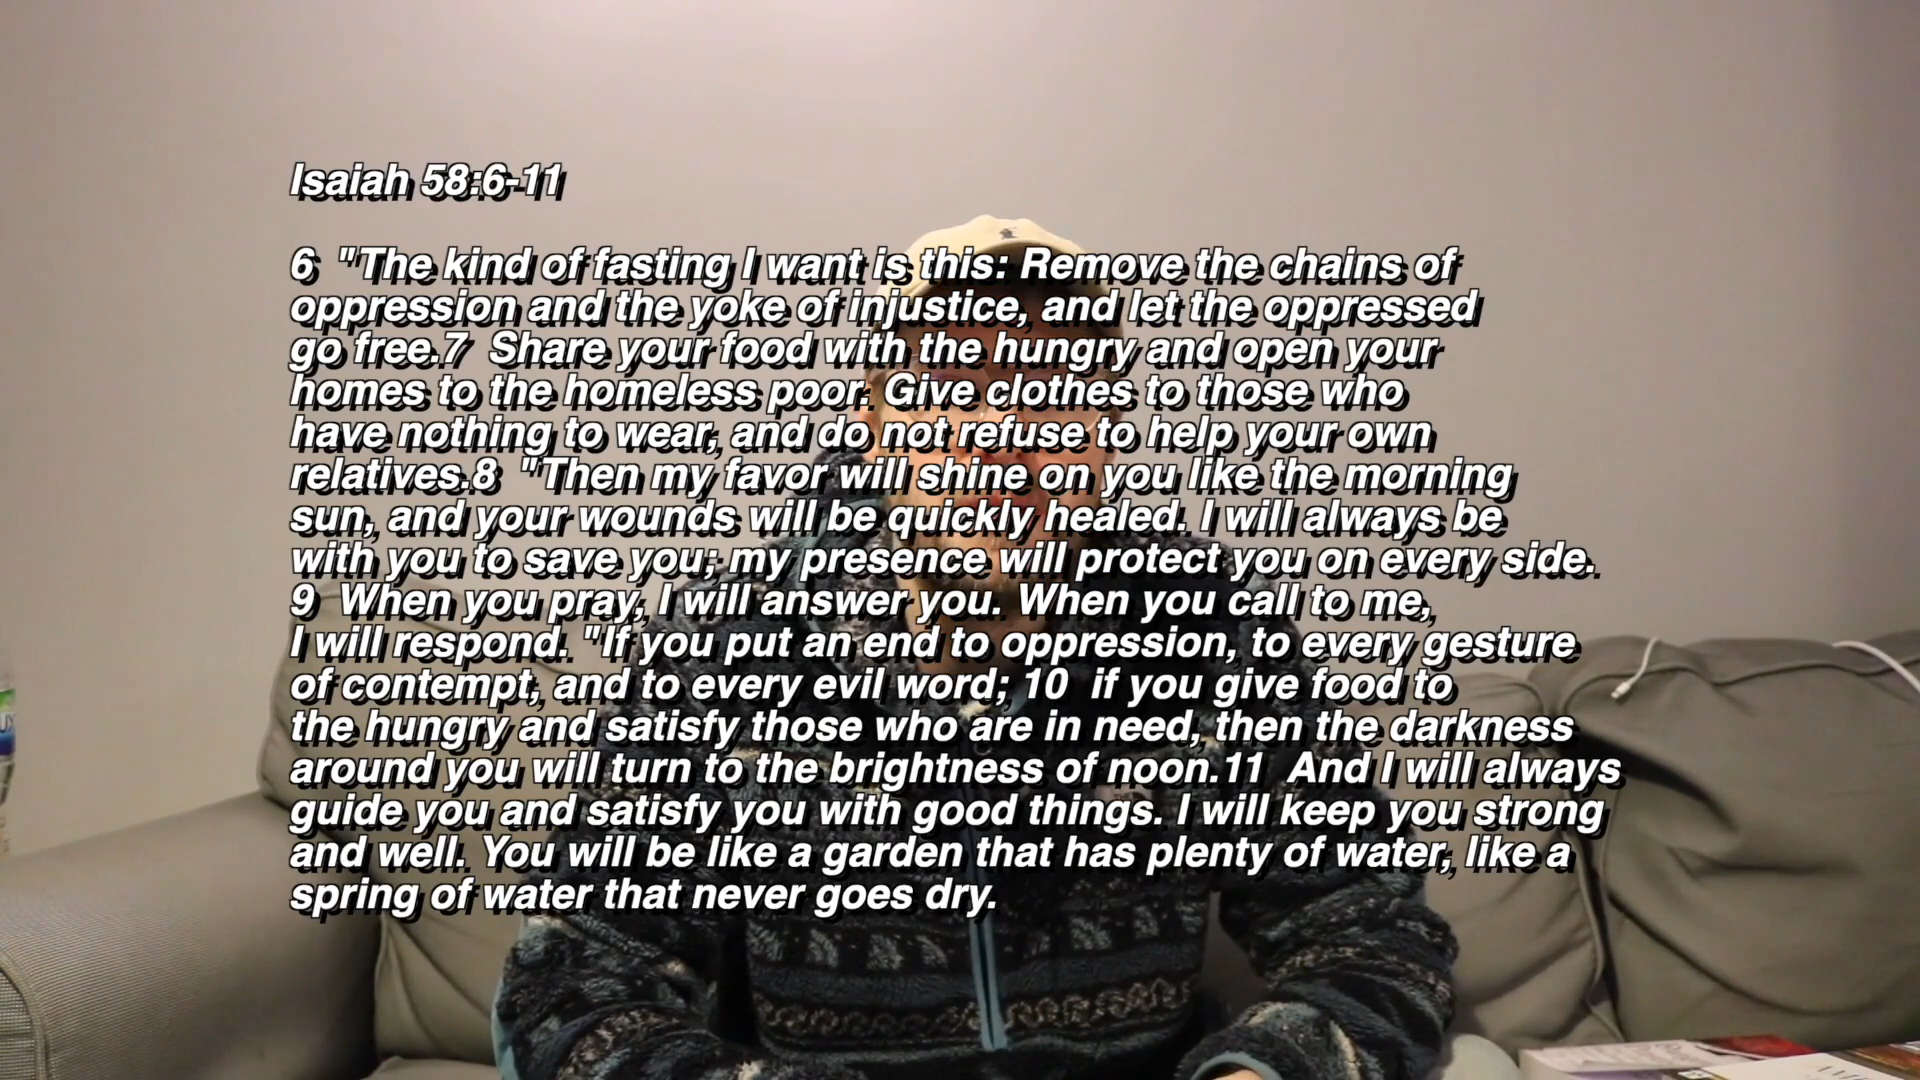 Isaiah 58:6-11
6 "The kind of fasting I want is this: Remove the chains of
oppression and the yoke of injustice, and let the oppressed
go free.7 Share your food with the hungry and open your
homes to the homeless poor. Give clothes to those who
have nothing to wear, and do not refuse to help your own
relatives.8 "Then my favor will shine on you like the morning
sun, and your wounds will be quickly healed. I will always be
with you to save you; my presence will protect you on every side.
9 When you pray, I will answer you. When you call to me,
I will respond. "If you put an end to oppression, to every gesture
of contempt, and to every evil word; 10 if you give food to
the hungry and satisfy those who are in need, then the darkness
around you will turn to the brightness of noon.11 And I will always
guide you and satisfy you with good things. I will keep you strong
and well. You will be like a garden that has plenty of water, like a
spring of water that never goes dry.